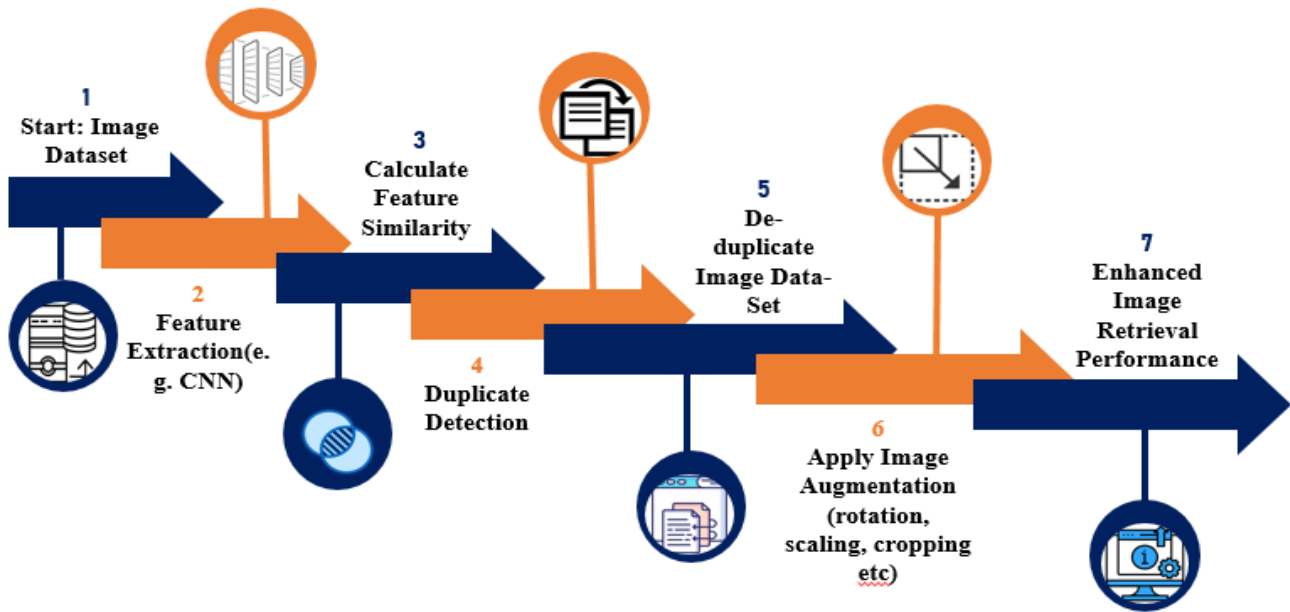 1
Start: Image
Dataset
2
Feature
Extraction(e.
g. CNN)
3
Calculate
Feature
Similarity
4
Duplicate
Detection
5
De-
duplicate
Image Data-
Set
6
Apply Image
Augmentation
(rotation,
scaling, cropping
etc)
7
Enhanced
Image
Retrieval
Performance